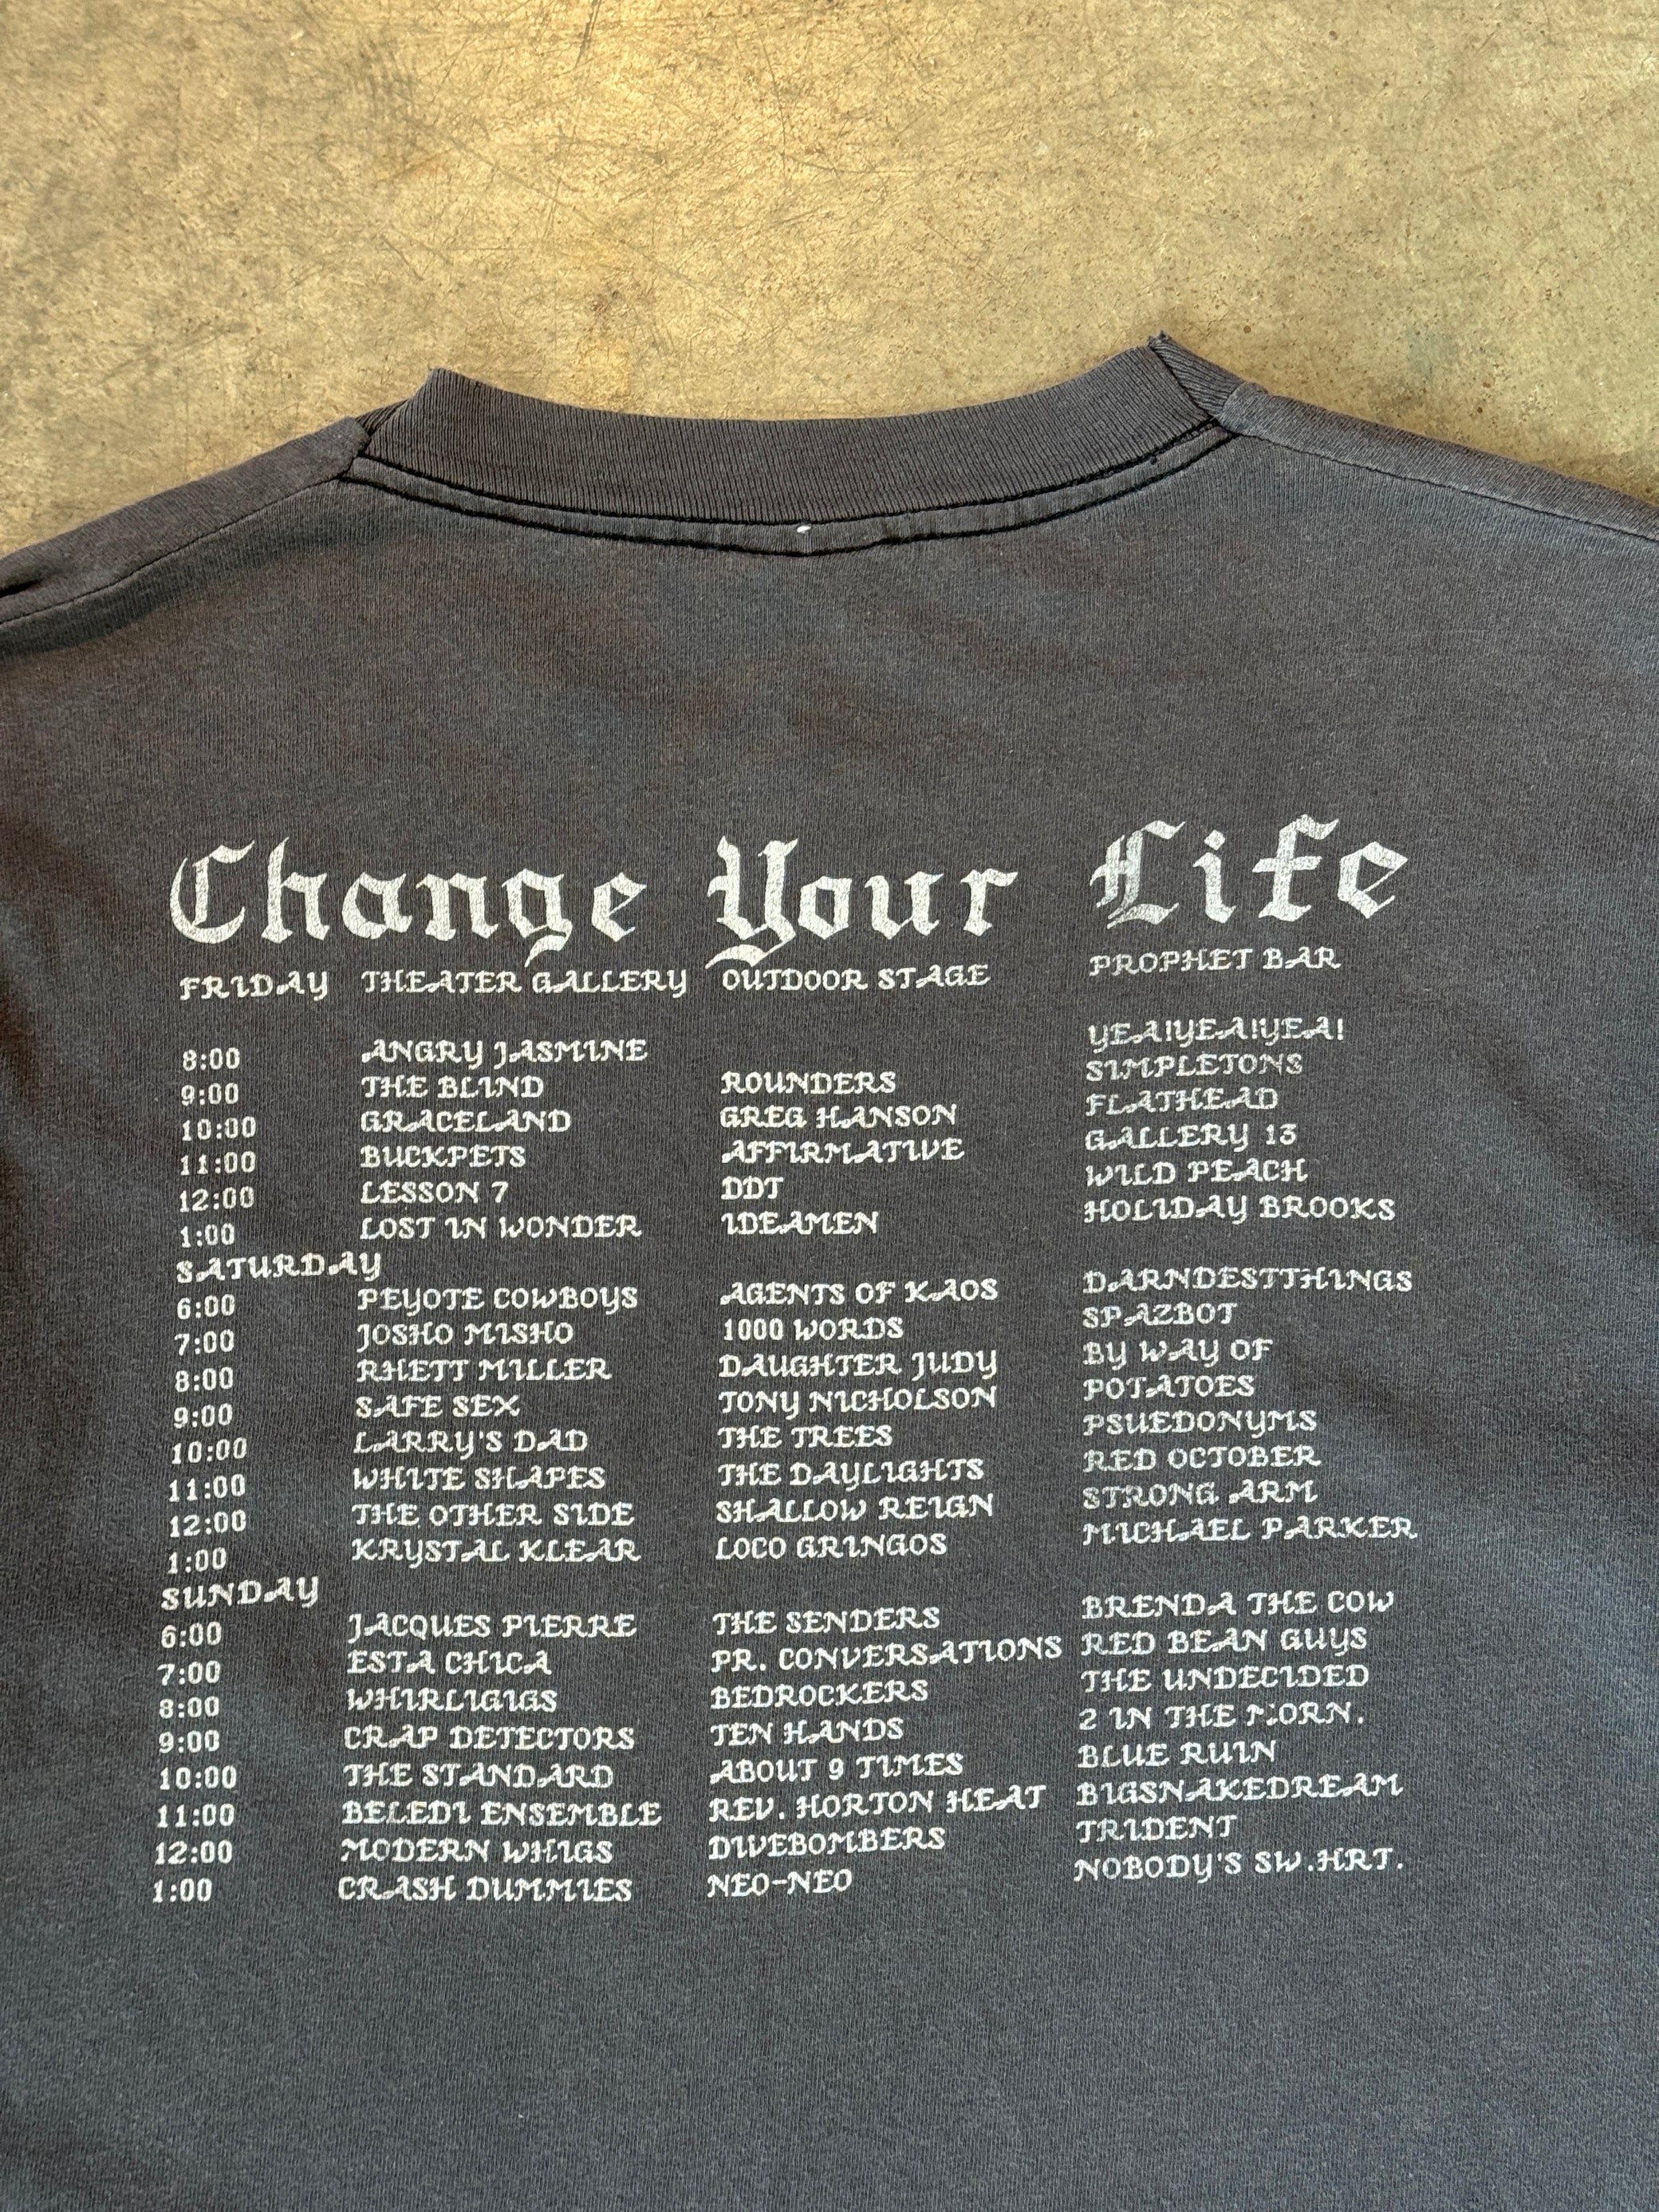 Change Your Life
FRIDAY THEATER GALLERY OUTDOOR STAGE PROPHET BAR
8:00 ANGRY JASMINE YEA!YEA!YEA!
9:00 THE BLIND ROUNDERS SIMPLETONS
10:00 GRACELAND GREG HANSON FLATHEAD
11:00 BUCKPETS AFFIRMATIVE GALLERY 13
12:00 LESSON 7 DDT WILD PEACH
1:00 LOST IN WONDER IDEAMEN HOLIDAY BROOKS
SATURDAY
6:00 PEYOTE COWBOYS AGENTS OF KAOS DARNDESTTHINGS
7:00 JOSHO MISHO 1000 WORDS SPAZBOT
8:00 RHETT MILLER DAUGHTER JUDY BY WAY OF
9:00 SAFE SEX TONY NICHOLSON POTATOES
10:00 LARRY'S DAD THE TREES PSUEDONYMS
11:00 WHITE SHAPES THE DAYLIGHTS RED OCTOBER
12:00 THE OTHER SIDE SHALLOW REIGN STRONG ARM
1:00 KRYSTAL KLEAR LOCO GRINGOS MICHAEL PARKER
SUNDAY
6:00 JACQUES PIERRE THE SENDERS BRENDA THE COW
7:00 ESTA CHICA PR. CONVERSATIONS RED BEAN GUYS
8:00 WHIRLIGIGS BEDROCKERS THE UNDECIDED
9:00 CRAP DETECTORS TEN HANDS 2 IN THE MORN.
10:00 THE STANDARD ABOUT 9 TIMES BLUE RUIN
11:00 BELEDI ENSEMBLE REV. HORTON HEAT BIGSNAKEDREAM
12:00 MODERN WHIGS DIVEBOMBERS TRIDENT
1:00 CRASH DUMMIES NEO-NEO NOBODY'S SW.HRT.